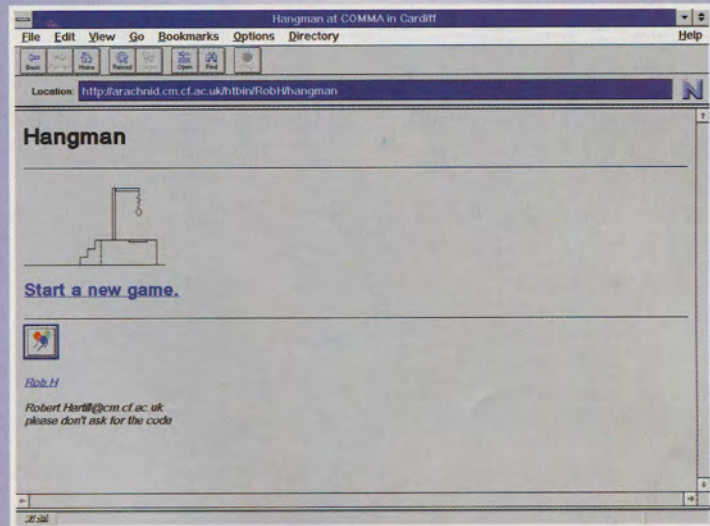 Hangman at COMMA in Cardiff
File Edit View Go Bookmarks Options Directory Help
Back Home Reload Open Find
Location: http://arachnid.cm.cf.ac.uk/htbin/RobH/hangman
N
Hangman
Start a new game.
Rob.H
Robert Hartill@cm.cf.ac.uk
please don't ask for the code